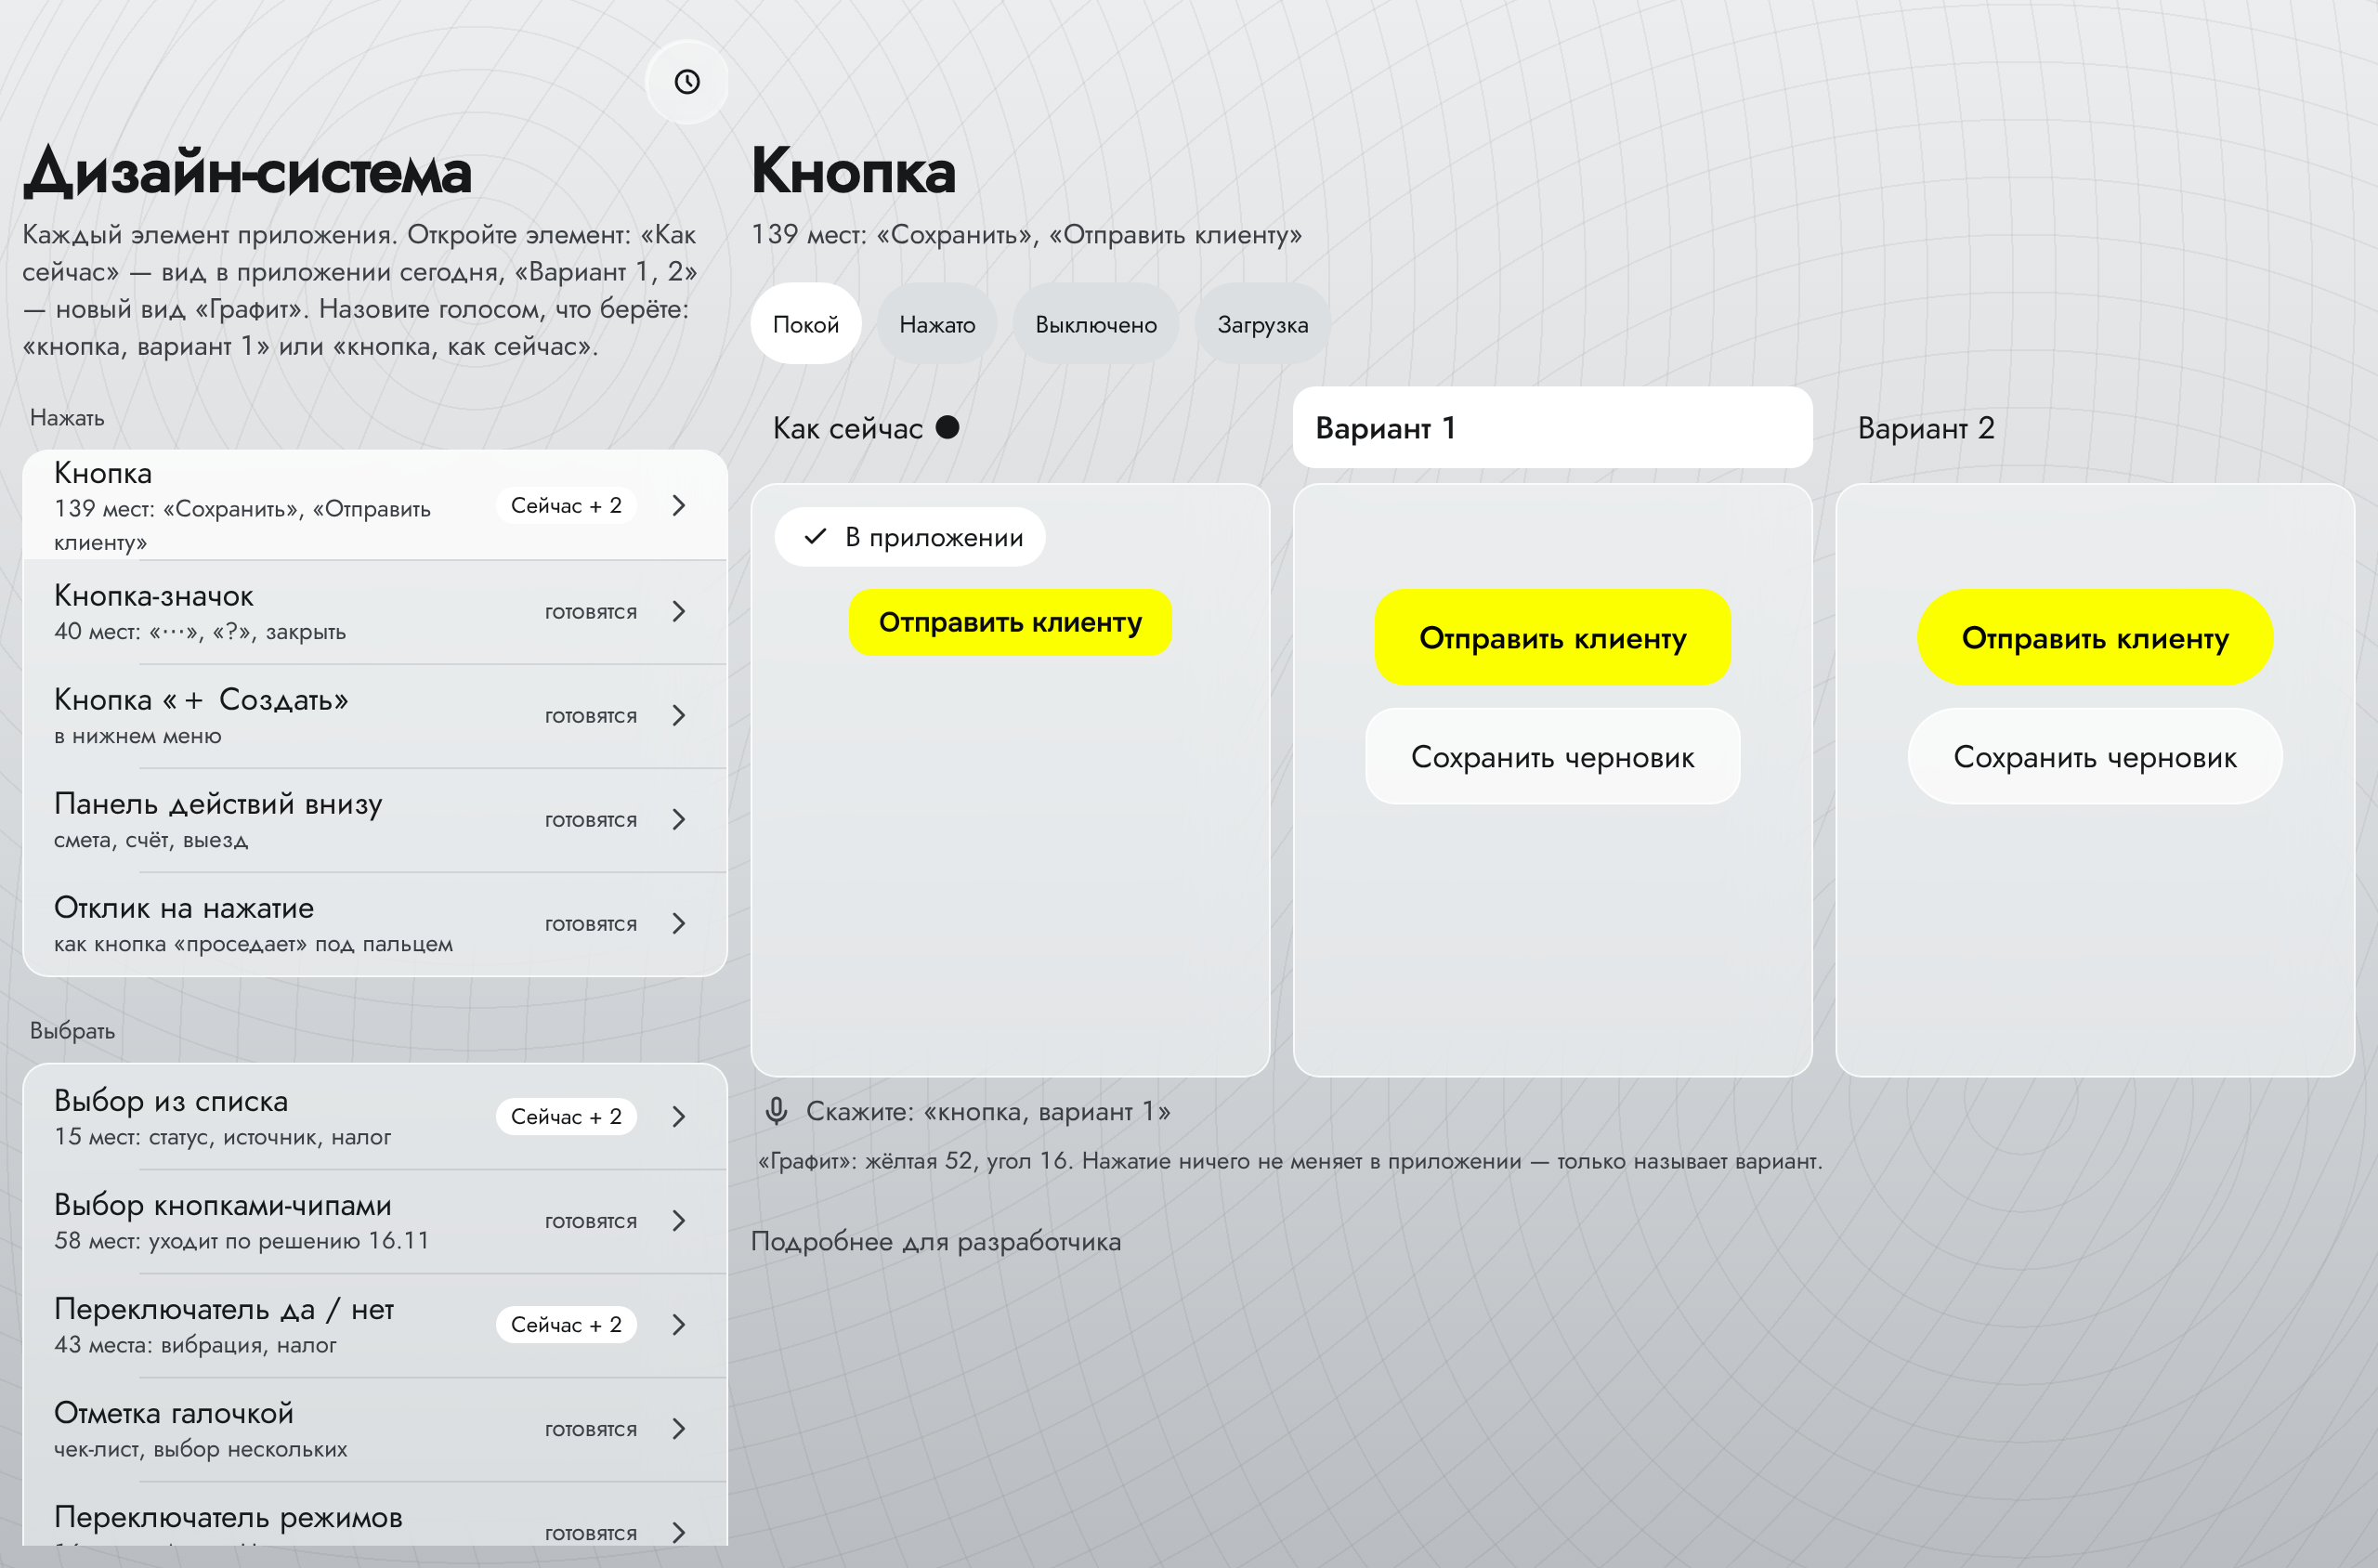 Дизайн-система
Каждый элемент приложения. Откройте элемент: «Как
сейчас» — вид в приложении сегодня, «Вариант 1, 2»
— новый вид «Графит». Назовите голосом, что берёте:
«кнопка, вариант 1» или «кнопка, как сейчас».
Нажать
Кнопка
139 мест: «Сохранить», «Отправить
клиенту»
Сейчас + 2
Кнопка-значок
40 мест: «···», «?», закрыть
готовятся
Кнопка «+ Создать»
в нижнем меню
готовятся
Панель действий внизу
смета, счёт, выезд
готовятся
Отклик на нажатие
как кнопка «проседает» под пальцем
готовятся
Выбрать
Выбор из списка
15 мест: статус, источник, налог
Сейчас + 2
Выбор кнопками-чипами
58 мест: уходит по решению 16.11
готовятся
Переключатель да / нет
43 места: вибрация, налог
Сейчас + 2
Отметка галочкой
чек-лист, выбор нескольких
готовятся
Переключатель режимов
готовятся
Кнопка
139 мест: «Сохранить», «Отправить клиенту»
Покой
Нажато
Выключено
Загрузка
Как сейчас
Вариант 1
Вариант 2
В приложении
Отправить клиенту
Отправить клиенту
Сохранить черновик
Отправить клиенту
Сохранить черновик
Скажите: «кнопка, вариант 1»
«Графит»: жёлтая 52, угол 16. Нажатие ничего не меняет в приложении — только называет вариант.
Подробнее для разработчика